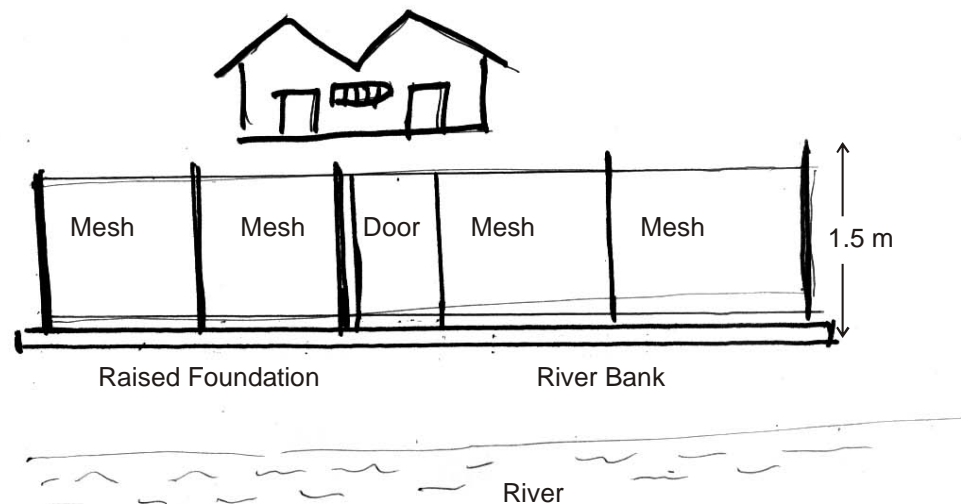 Mesh
Mesh
Door
Mesh
Mesh
1.5 m
Raised Foundation
River Bank
River